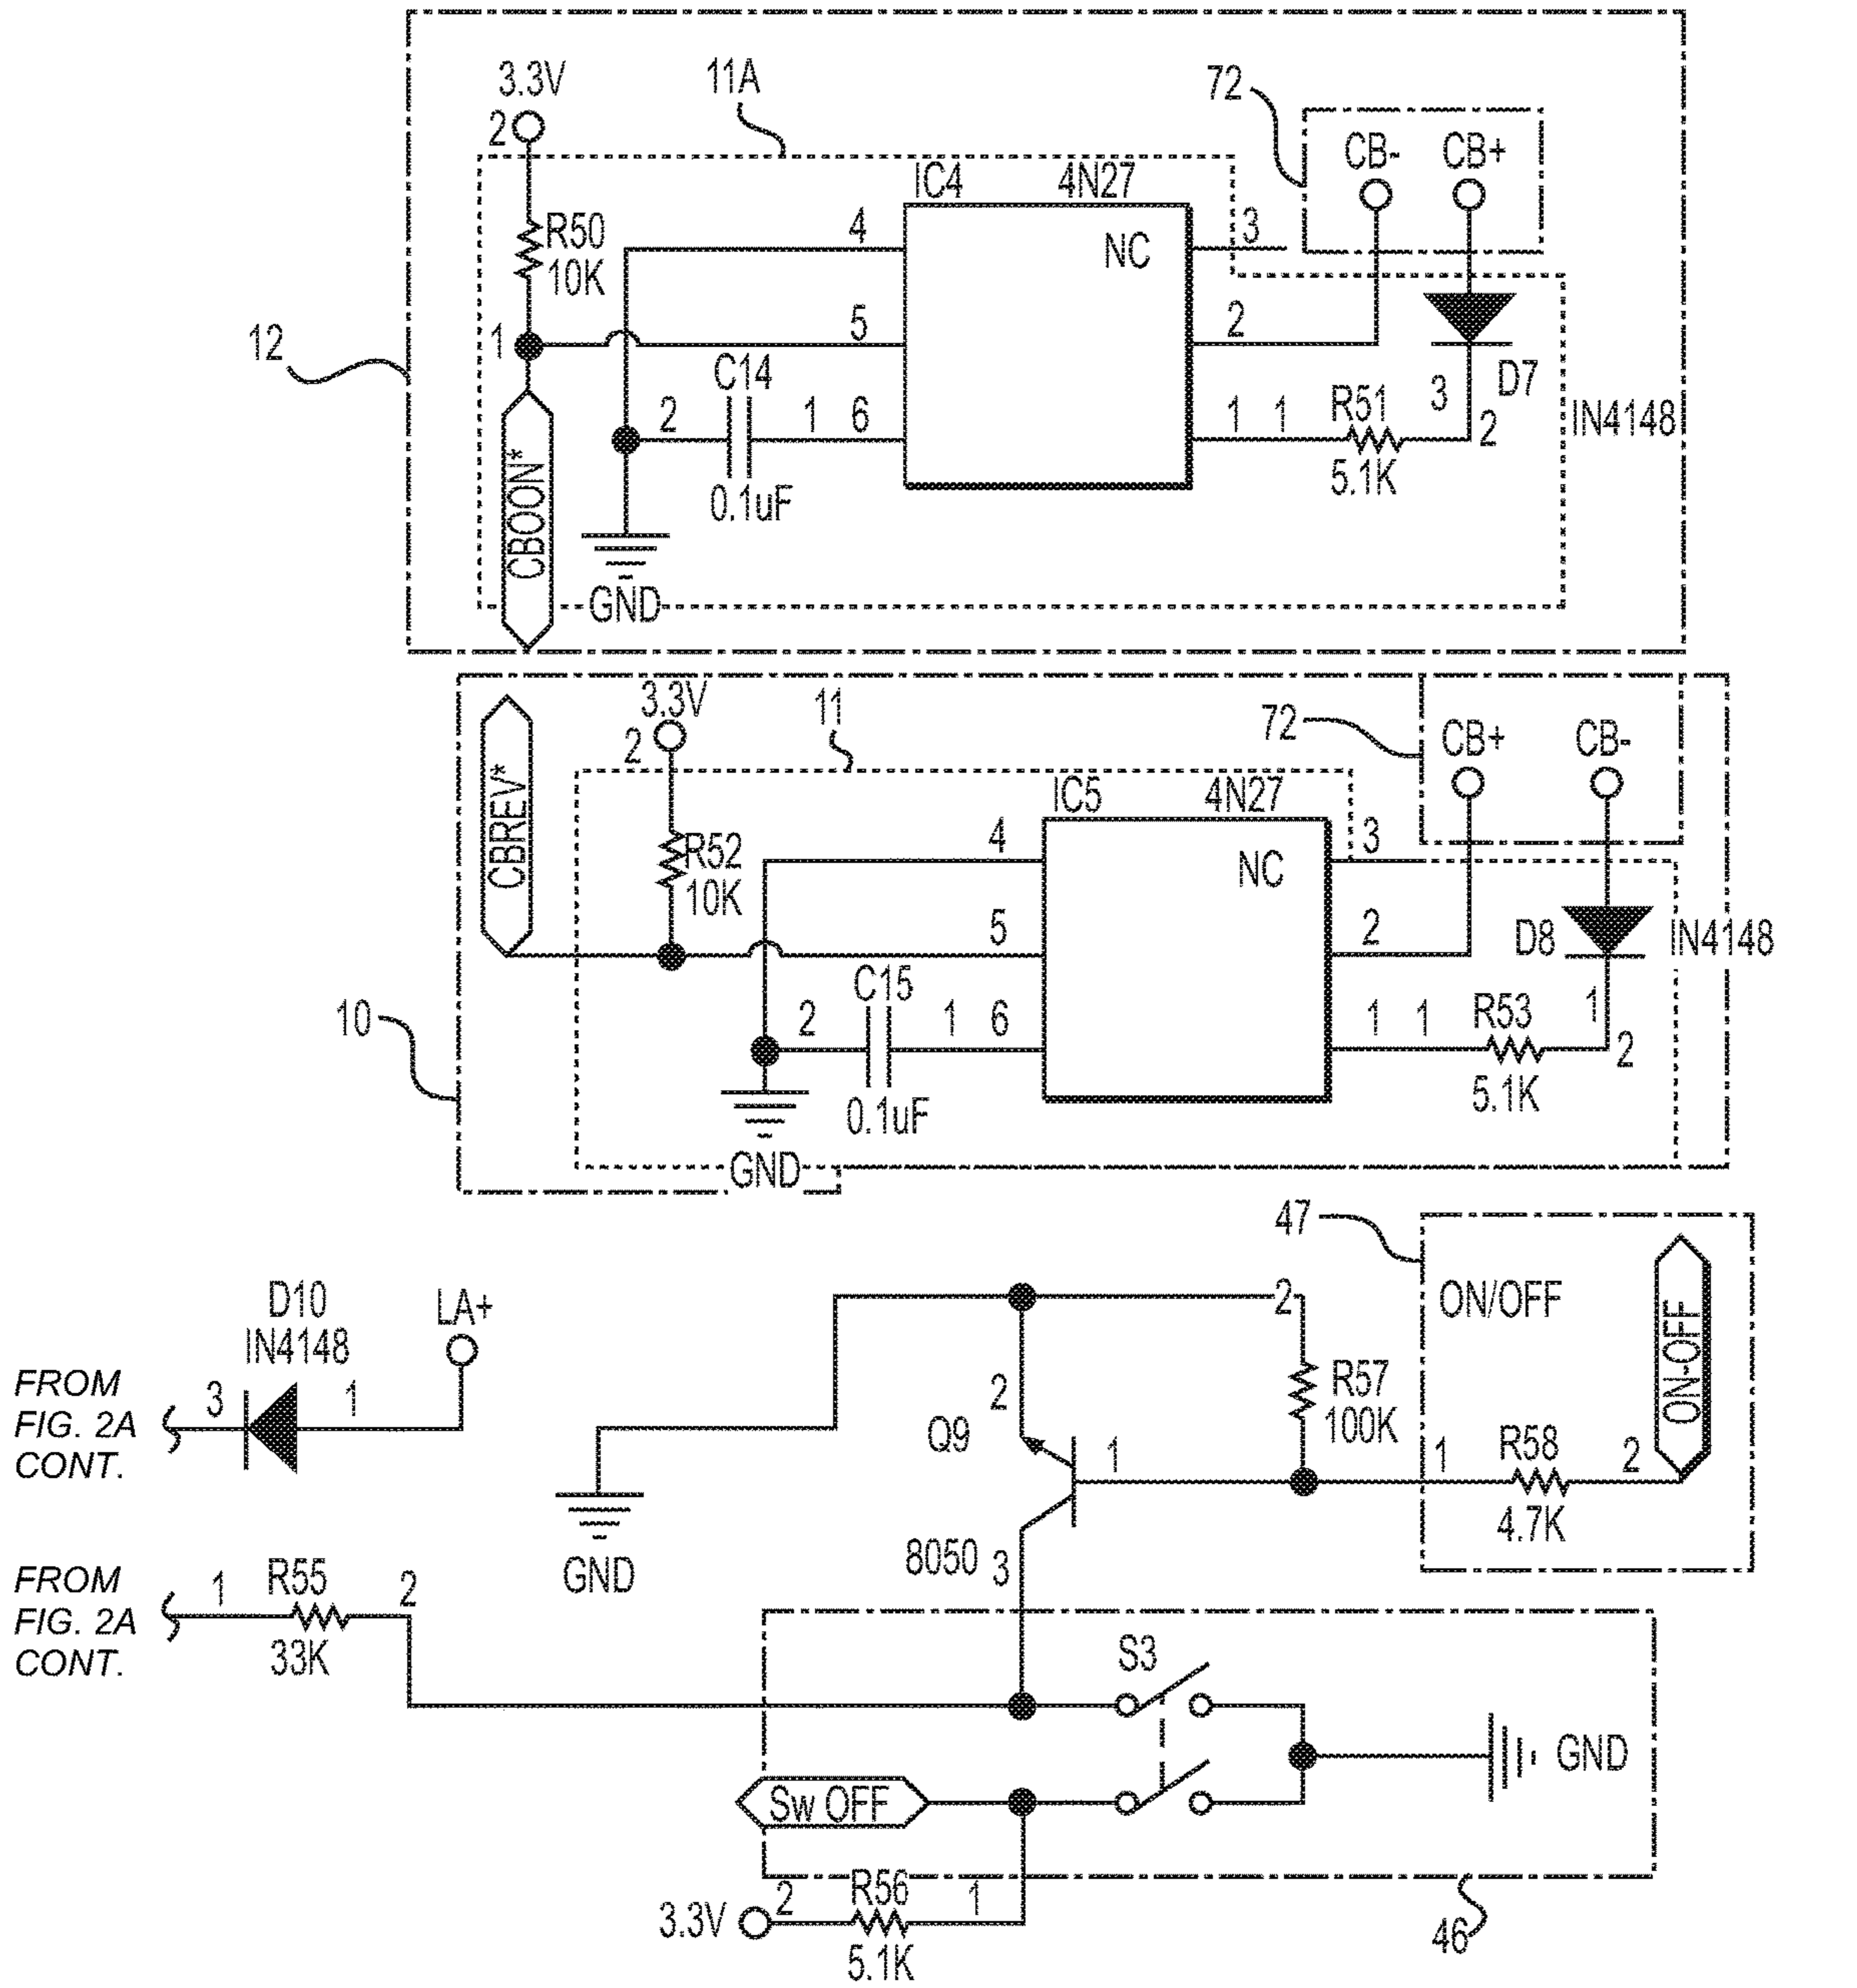 3.3V
2
11A
72
CB-
CB+
IC4
4N27
R50
10K
4
NC
3
12
1
5
2
C14
D7
2
1
6
1
1
R51
3
2
IN4148
0.1uF
5.1K
CBOON*
GND
CBREV*
3.3V
2
11
72
CB+
CB-
IC5
4N27
R52
10K
4
NC
3
5
2
D8
IN4148
C15
10
2
1
6
1
1
R53
1
2
0.1uF
5.1K
GND
47
D10
IN4148
LA+
2
ON/OFF
ON-OFF
FROM
FIG. 2A
CONT.
3
1
2
R57
100K
Q9
1
1
R58
2
4.7K
GND
8050
3
FROM
FIG. 2A
CONT.
1
R55
2
33K
S3
GND
Sw OFF
2
R56
1
3.3V
5.1K
46